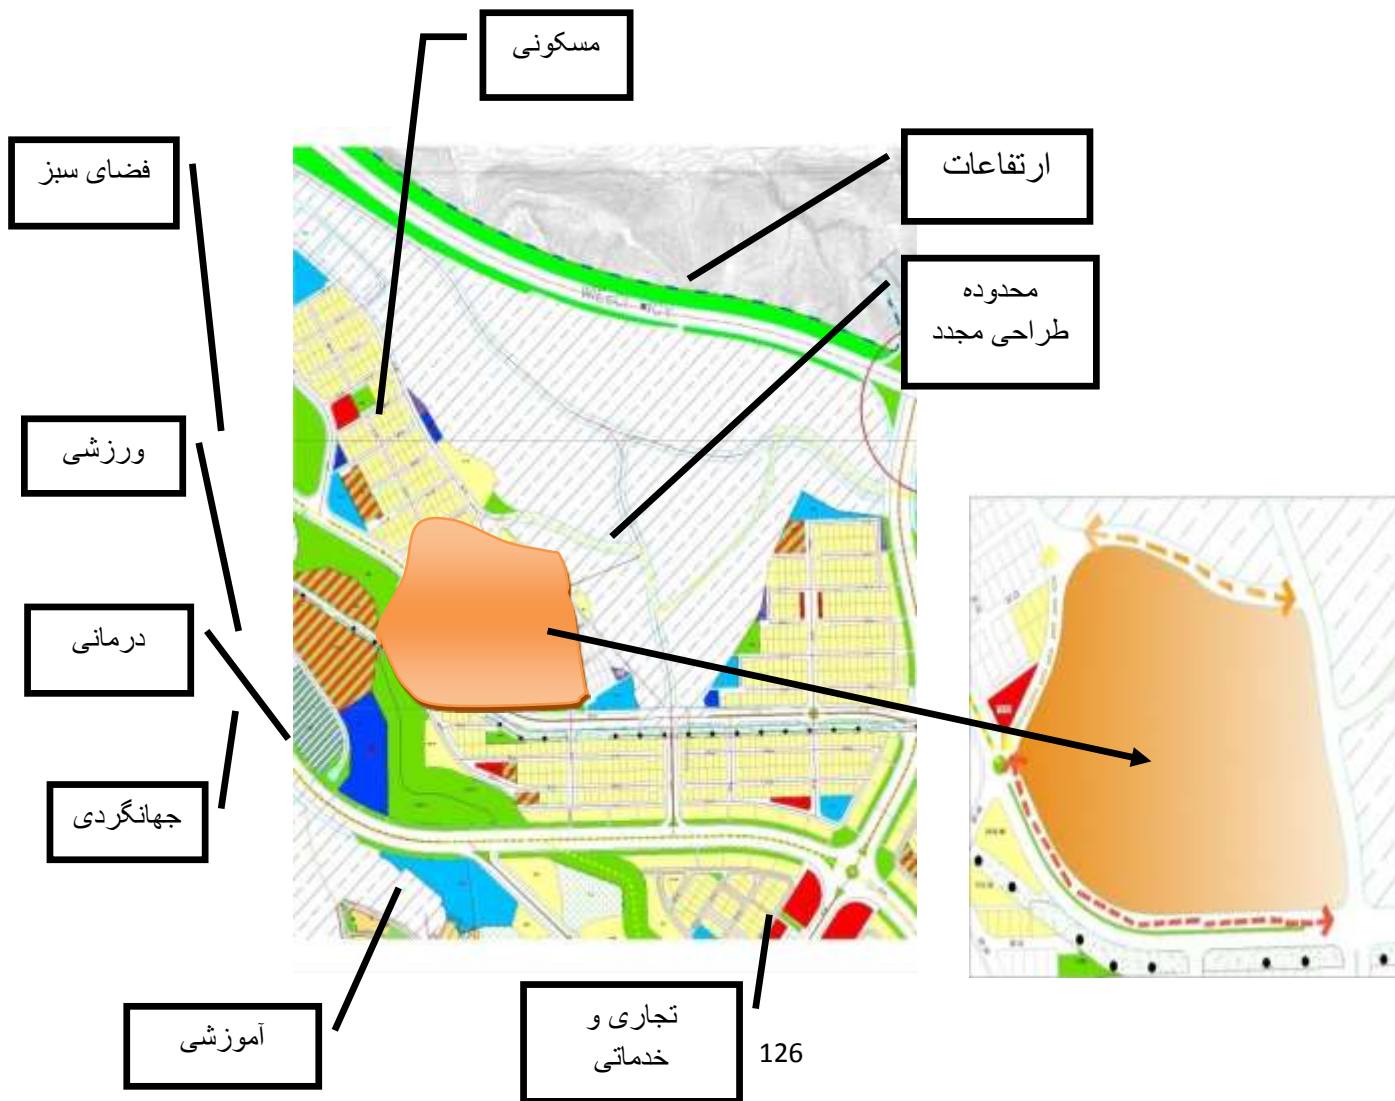 مسکونی
ارتفاعات
فضای سبز
محدوده
طراحی مجدد
ورزشی
درمانی
جهانگردی
آموزشی
تجاری و
خدماتی
126